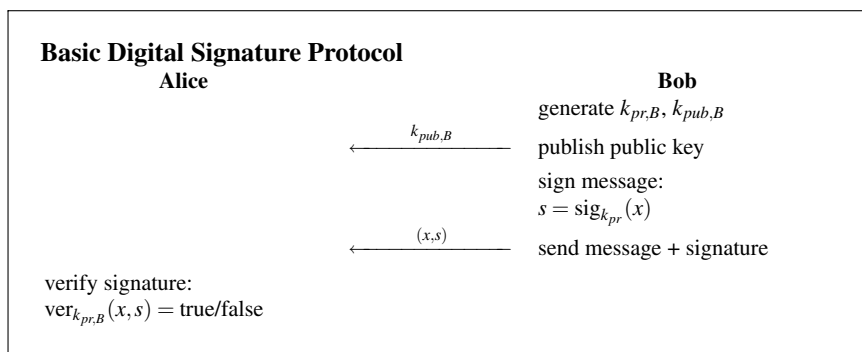 Basic Digital Signature Protocol
Alice Bob
generate k_{pr,B}, k_{pub,B}
k_{pub,B}
publish public key
sign message:
s = sig_{k_{pr}}(x)
(x,s)
send message + signature
verify signature:
ver_{k_{pr,B}}(x,s) = true/false